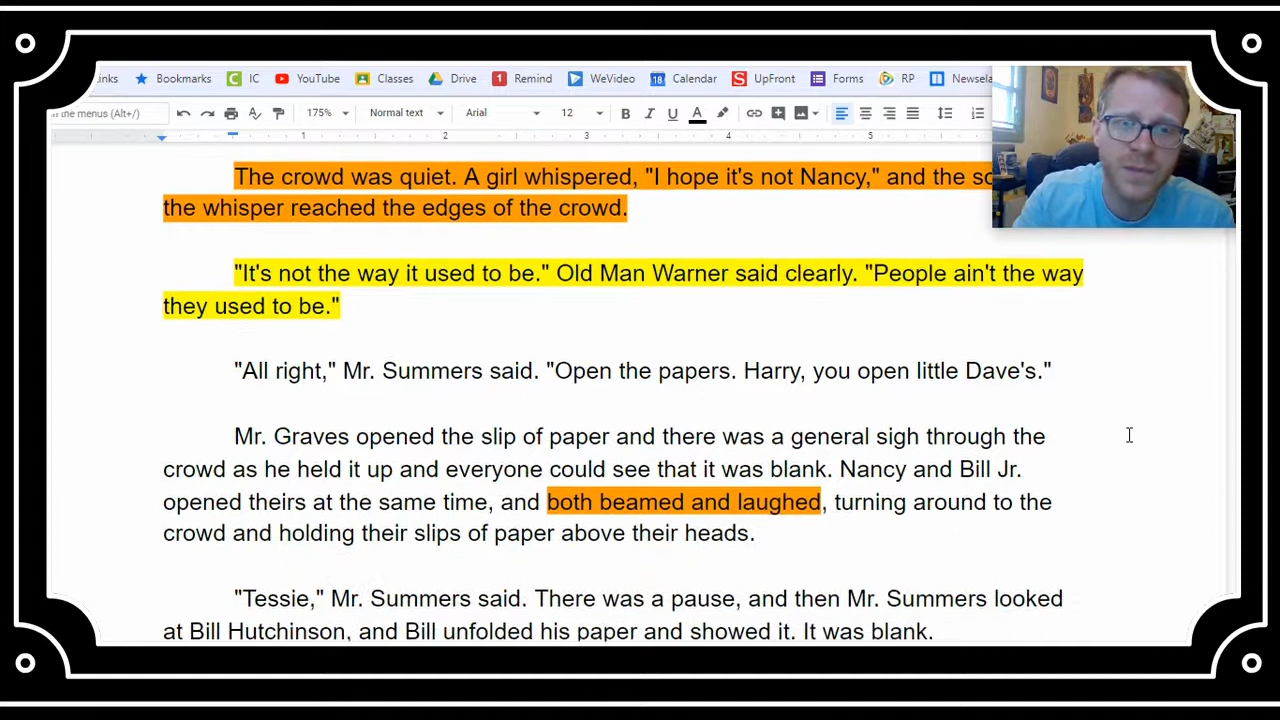 inks Bookmarks IC YouTube Classes Drive Remind WeVideo 18 Calendar UpFront Forms RP Newsela
n the menus (Alt+/) 175% Normal text Arial 12 B I U A
1 2 3 4 5
The crowd was quiet. A girl whispered, "I hope it's not Nancy," and the
the whisper reached the edges of the crowd.
"It's not the way it used to be." Old Man Warner said clearly. "People ain't the way
they used to be."
"All right," Mr. Summers said. "Open the papers. Harry, you open little Dave's."
Mr. Graves opened the slip of paper and there was a general sigh through the
crowd as he held it up and everyone could see that it was blank. Nancy and Bill Jr.
opened theirs at the same time, and both beamed and laughed, turning around to the
crowd and holding their slips of paper above their heads.
"Tessie," Mr. Summers said. There was a pause, and then Mr. Summers looked
at Bill Hutchinson, and Bill unfolded his paper and showed it. It was blank.